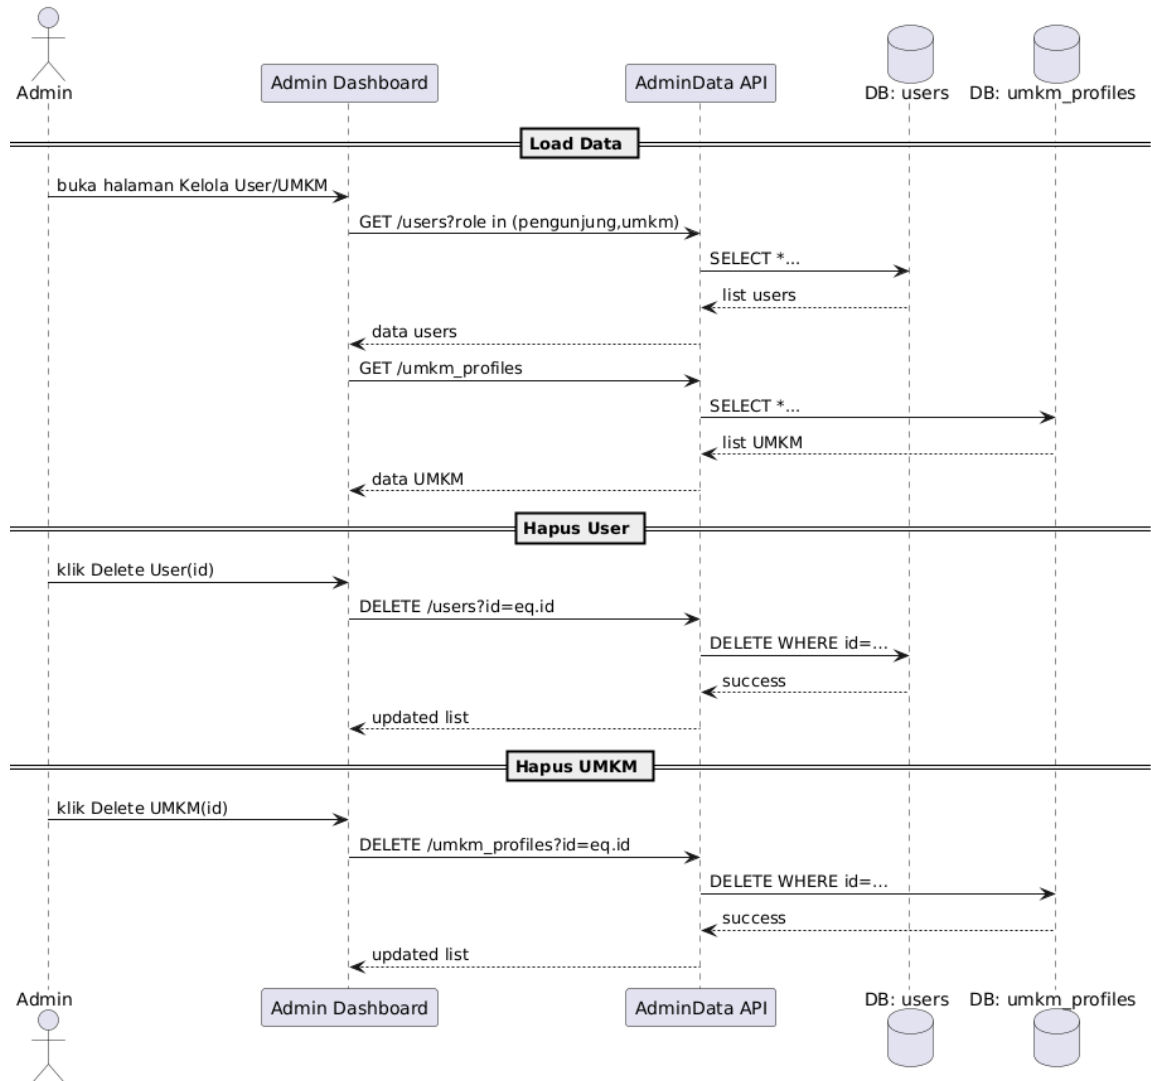 Admin
Admin Dashboard
AdminData API
DB: users
DB: umkm_profiles
Load Data
buka halaman Kelola User/UMKM
GET /users?role in (pengunjung,umkm)
SELECT *...
list users
data users
GET /umkm_profiles
SELECT *...
list UMKM
data UMKM
Hapus User
klik Delete User(id)
DELETE /users?id=eq.id
DELETE WHERE id=...
success
updated list
Hapus UMKM
klik Delete UMKM(id)
DELETE /umkm_profiles?id=eq.id
DELETE WHERE id=...
success
updated list
Admin
Admin Dashboard
AdminData API
DB: users
DB: umkm_profiles